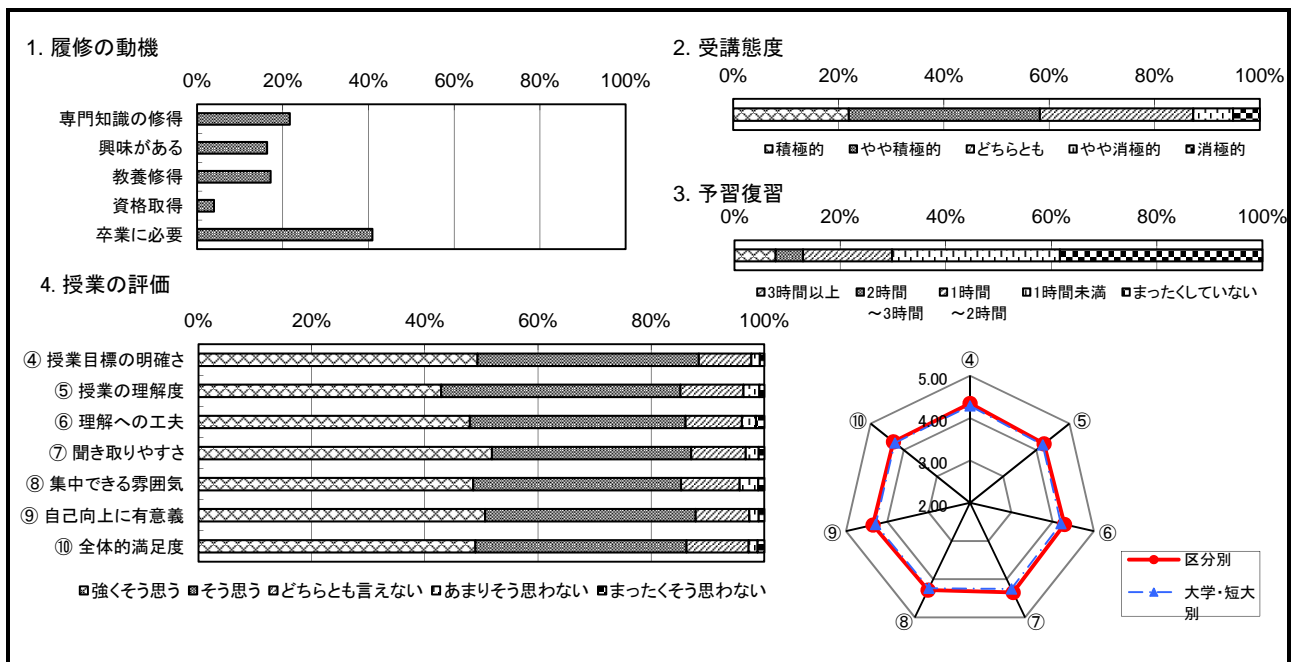 1. 履修の動機
0% 20% 40% 60% 80% 100%
専門知識の修得
興味がある
教養修得
資格取得
卒業に必要
2. 受講態度
0% 20% 40% 60% 80% 100%
積極的 やや積極的 どちらとも やや消極的 消極的
3. 予習復習
0% 20% 40% 60% 80% 100%
3時間以上 2時間 1時間 1時間未満 まったくしていない
～3時間 ～2時間
4. 授業の評価
0% 20% 40% 60% 80% 100%
④ 授業目標の明確さ
⑤ 授業の理解度
⑥ 理解への工夫
⑦ 聞き取りやすさ
⑧ 集中できる雰囲気
⑨ 自己向上に有意義
⑩ 全体的満足度
強くそう思う そう思う どちらとも言えない あまりそう思わない まったくそう思わない
④
5.00
⑩ ⑤
4.00
3.00
2.00
⑨ ⑥
⑧ ⑦
区分別
大学・短大
別